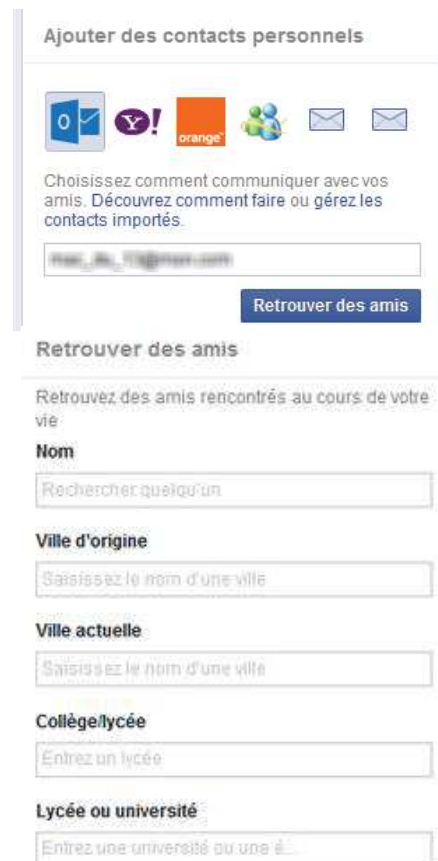 Ajouter des contacts personnels
Y!
orange
Choisissez comment communiquer avec vos
amis. Découvrez comment faire ou gérez les
contacts importés.
Retrouver des amis
Retrouver des amis
Retrouvez des amis rencontrés au cours de votre
vie
Nom
Rechercher quelqu'un
Ville d'origine
Saisissez le nom d'une ville
Ville actuelle
Saisissez le nom d'une ville
Collège/lycée
Entrez un lycée
Lycée ou université
Entrez une université ou une é...